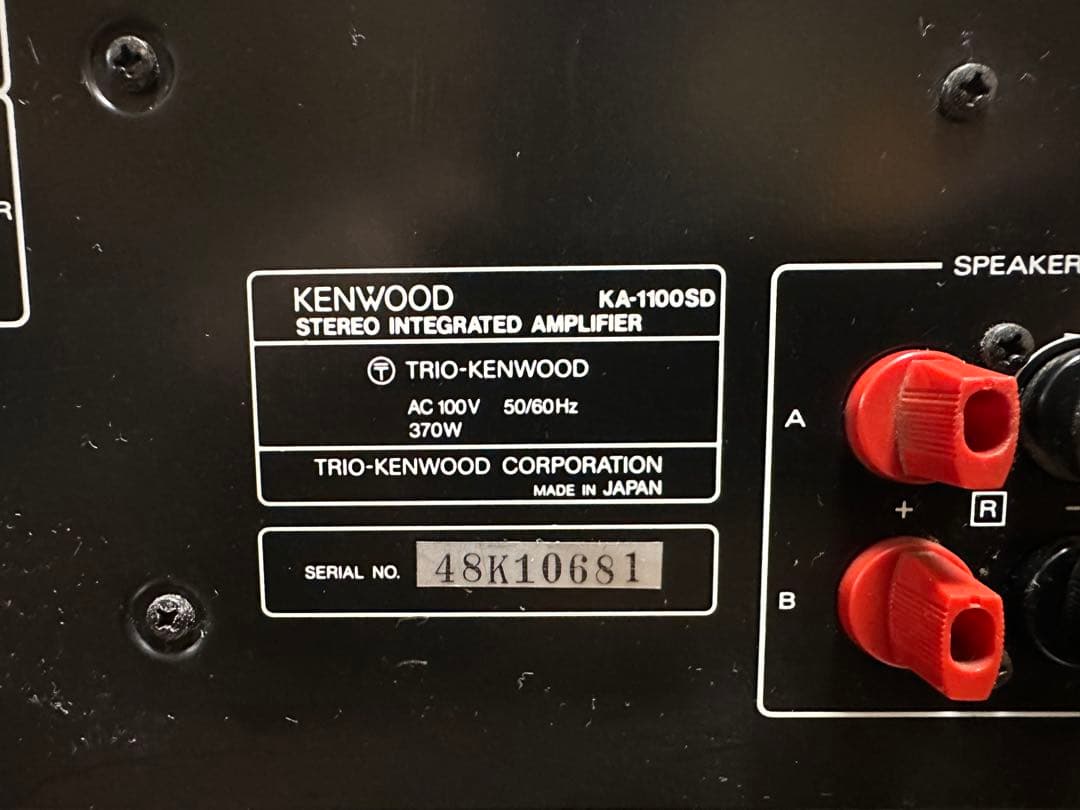 R
KENWOOD KA-1100SD
STEREO INTEGRATED AMPLIFIER
TRIO-KENWOOD
AC 100V 50/60Hz
370W
TRIO-KENWOOD CORPORATION
MADE IN JAPAN
SERIAL NO. 48K10681
SPEAKER
A
+ R −
B